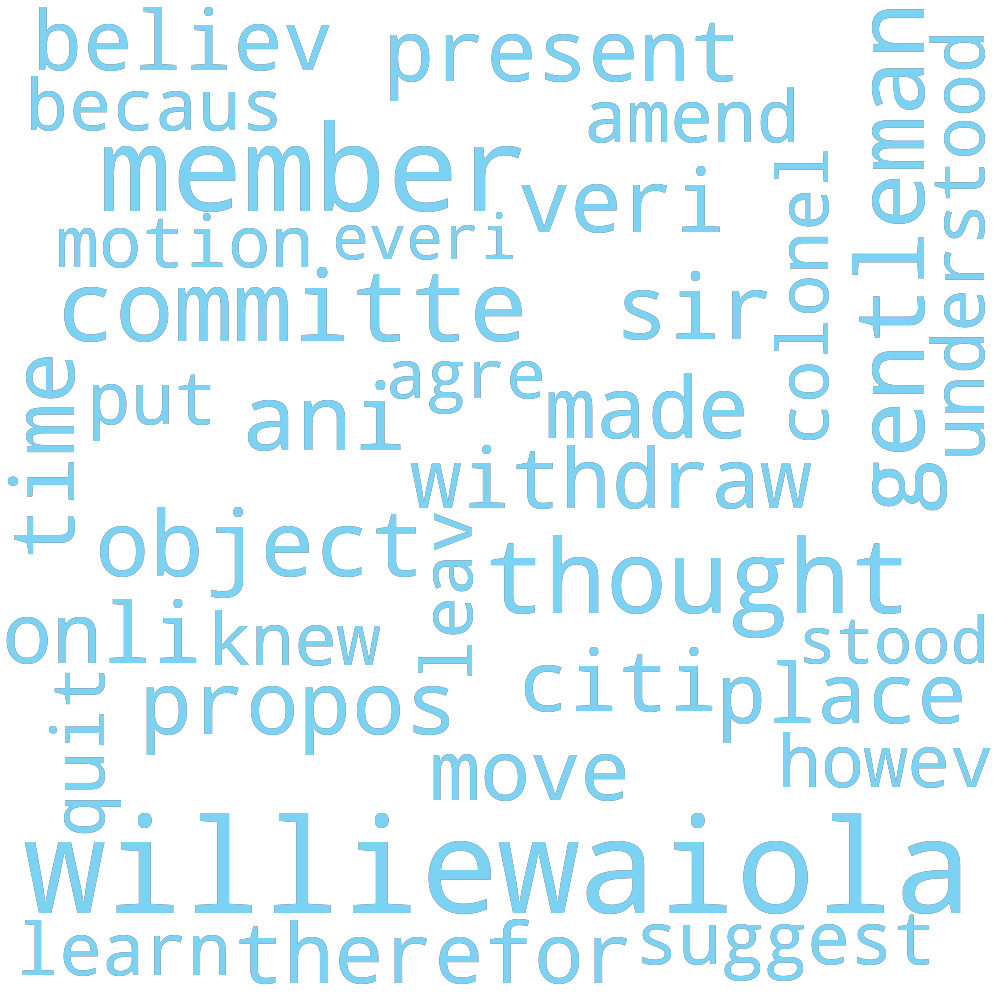 believ
present
gentleman
understood
becaus
amend
member
veri
colonel
motion
everi
committe
sir
time
put
ani
agre
made
withdraw
object
leav
thought
onli
knew
stood
quit
propos
citi
place
move
howev
williewaiola
learn
therefor
suggest